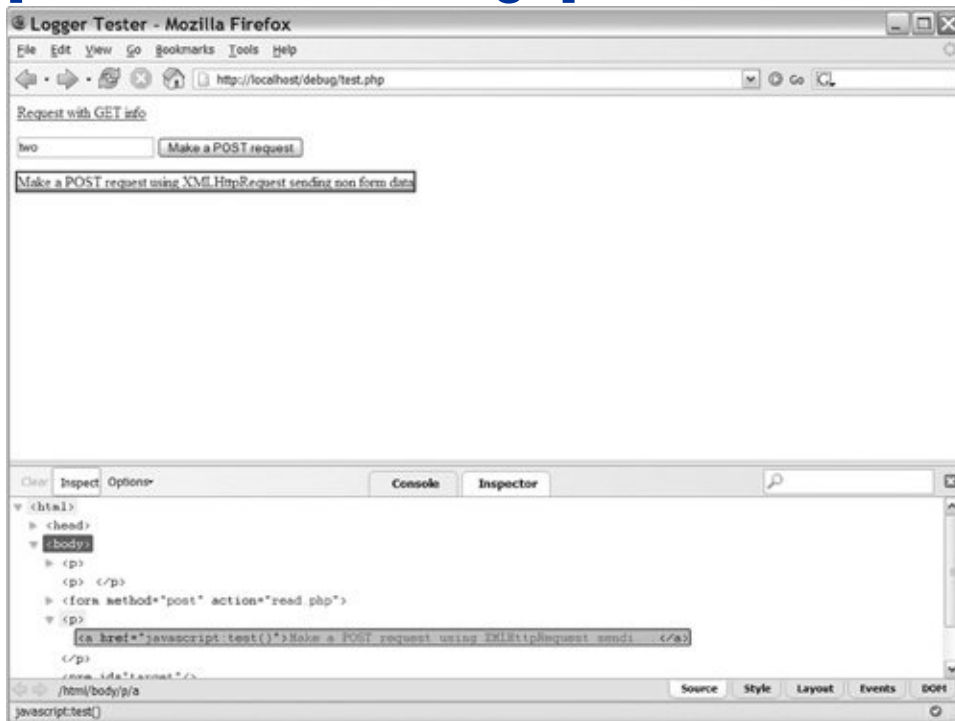 Logger Tester - Mozilla Firefox
File Edit View Go Bookmarks Tools Help
http://localhost/debug/test.php Go
Request with GET info
two Make a POST request
Make a POST request using XMLHttpRequest sending non form data
Clear Inspect Options Console Inspector
<html>
<head>
<body>
<p>
<p> </p>
<form method="post" action="read.php">
<p>
<a href="javascript:test()">Make a POST request using XMLHttpRequest sendi ... </a>
</p>
<pre id="target"/>
/html/body/p/a Source Style Layout Events DOM
javascript:test()